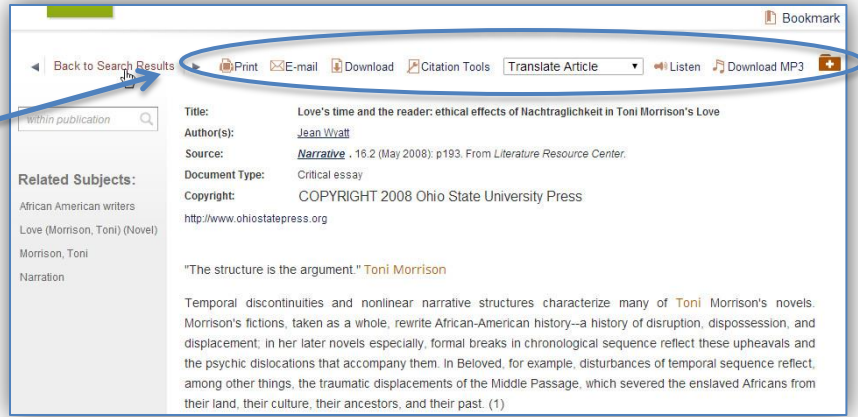 Bookmark
Back to Search Results Print E-mail Download Citation Tools Translate Article Listen Download MP3
within publication
Title: Love's time and the reader: ethical effects of Nachtraglichkeit in Toni Morrison's Love
Author(s): Jean Wyatt
Source: Narrative . 16.2 (May 2008): p193. From Literature Resource Center.
Document Type: Critical essay
Copyright: COPYRIGHT 2008 Ohio State University Press
http://www.ohiostatepress.org
Related Subjects:
African American writers
Love (Morrison, Toni) (Novel)
Morrison, Toni
Narration
"The structure is the argument." Toni Morrison
Temporal discontinuities and nonlinear narrative structures characterize many of Toni Morrison's novels.
Morrison's fictions, taken as a whole, rewrite African-American history--a history of disruption, dispossession, and
displacement; in her later novels especially, formal breaks in chronological sequence reflect these upheavals and
the psychic dislocations that accompany them. In Beloved, for example, disturbances of temporal sequence reflect,
among other things, the traumatic displacements of the Middle Passage, which severed the enslaved Africans from
their land, their culture, their ancestors, and their past. (1)